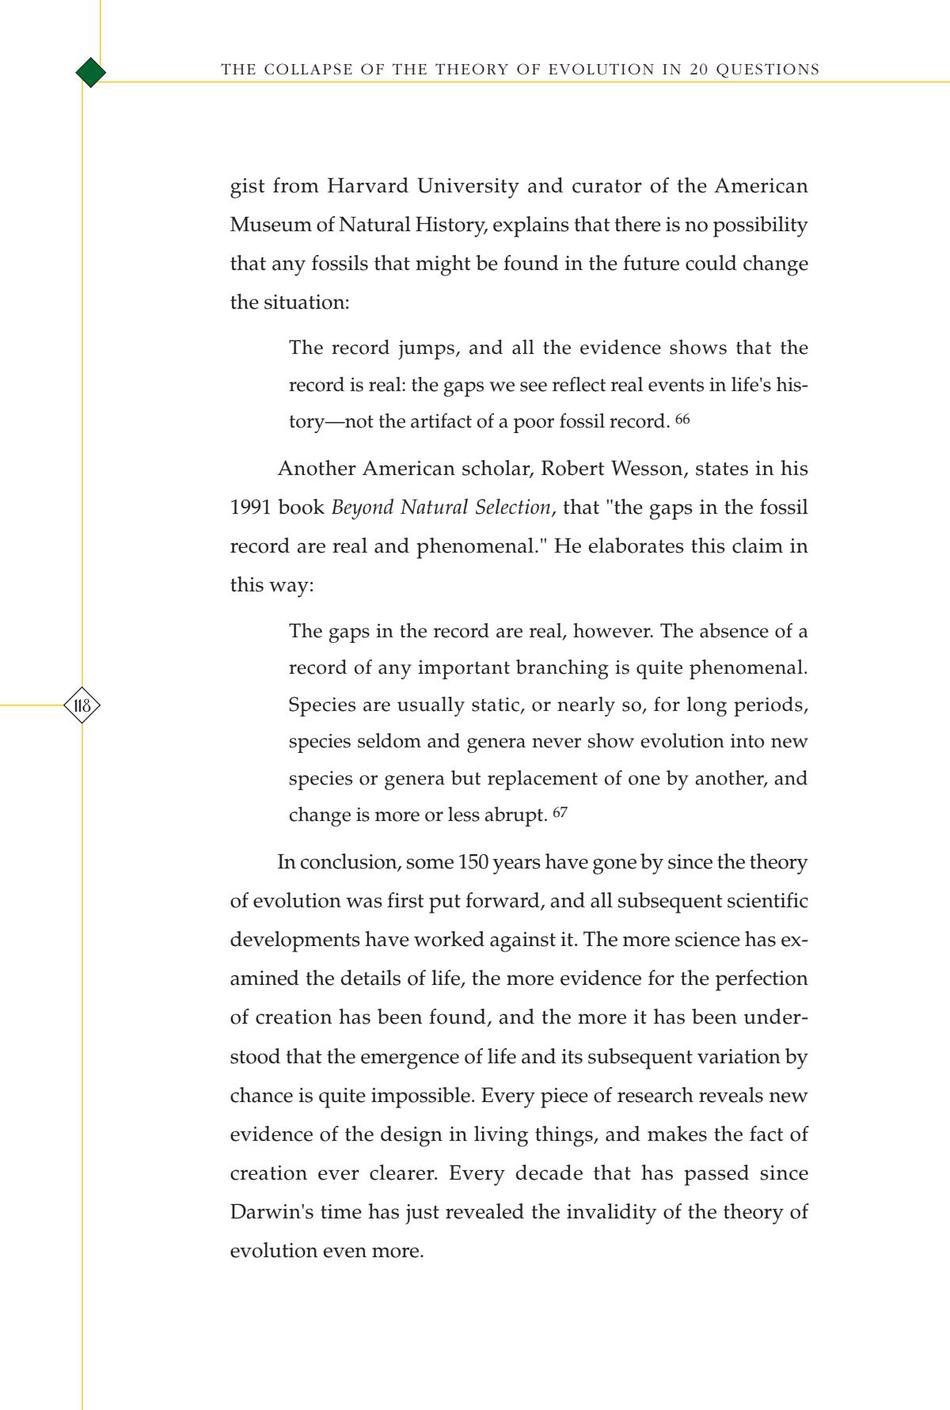 THE COLLAPSE OF THE THEORY OF EVOLUTION IN 20 QUESTIONS
gist from Harvard University and curator of the American
Museum of Natural History, explains that there is no possibility
that any fossils that might be found in the future could change
the situation:
The record jumps, and all the evidence shows that the
record is real: the gaps we see reflect real events in life's his-
tory—not the artifact of a poor fossil record. 66
Another American scholar, Robert Wesson, states in his
1991 book Beyond Natural Selection, that "the gaps in the fossil
record are real and phenomenal." He elaborates this claim in
this way:
The gaps in the record are real, however. The absence of a
record of any important branching is quite phenomenal.
Species are usually static, or nearly so, for long periods,
118
species seldom and genera never show evolution into new
species or genera but replacement of one by another, and
change is more or less abrupt. 67
In conclusion, some 150 years have gone by since the theory
of evolution was first put forward, and all subsequent scientific
developments have worked against it. The more science has ex-
amined the details of life, the more evidence for the perfection
of creation has been found, and the more it has been under-
stood that the emergence of life and its subsequent variation by
chance is quite impossible. Every piece of research reveals new
evidence of the design in living things, and makes the fact of
creation ever clearer. Every decade that has passed since
Darwin's time has just revealed the invalidity of the theory of
evolution even more.